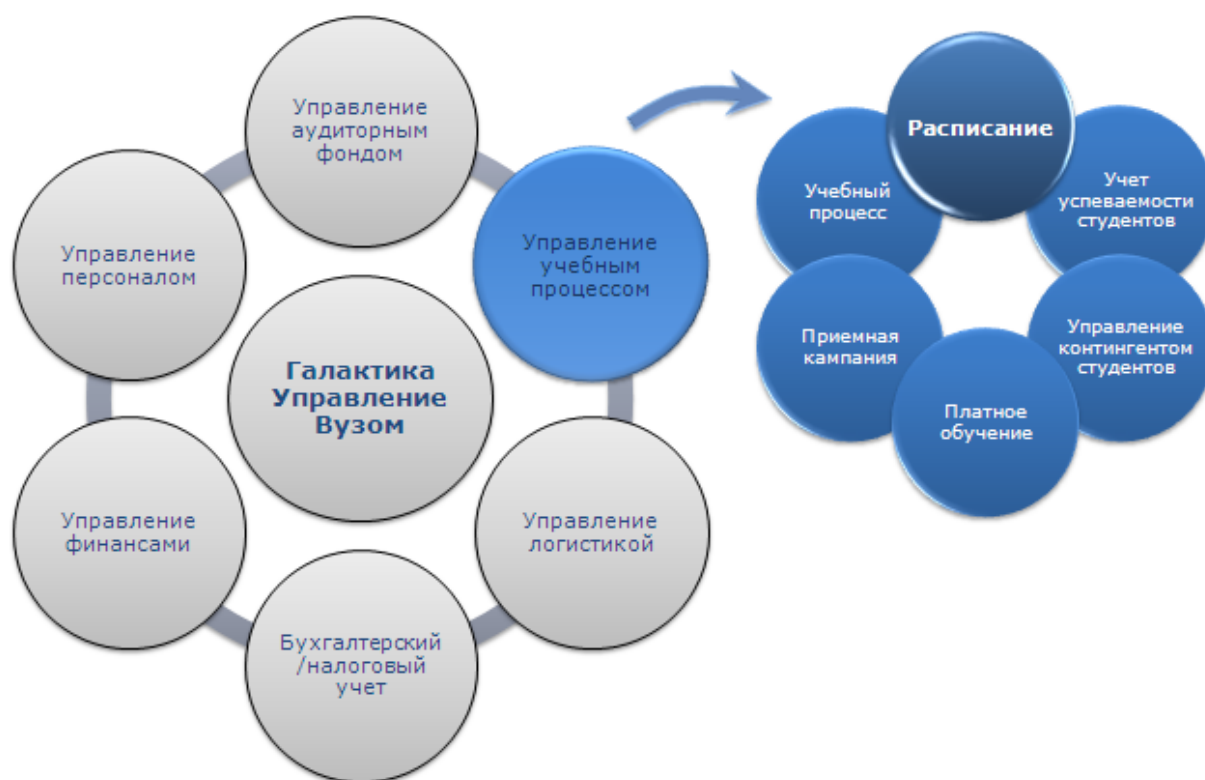 Управление
аудиторным
фондом
Управление
учебным
процессом
Управление
персоналом
Галактика
Управление
Вузом
Управление
финансами
Управление
логистикой
Бухгалтерский
/налоговый
учет
Расписание
Учебный
процесс
Учет
успеваемости
студентов
Приемная
кампания
Управление
контингентом
студентов
Платное
обучение